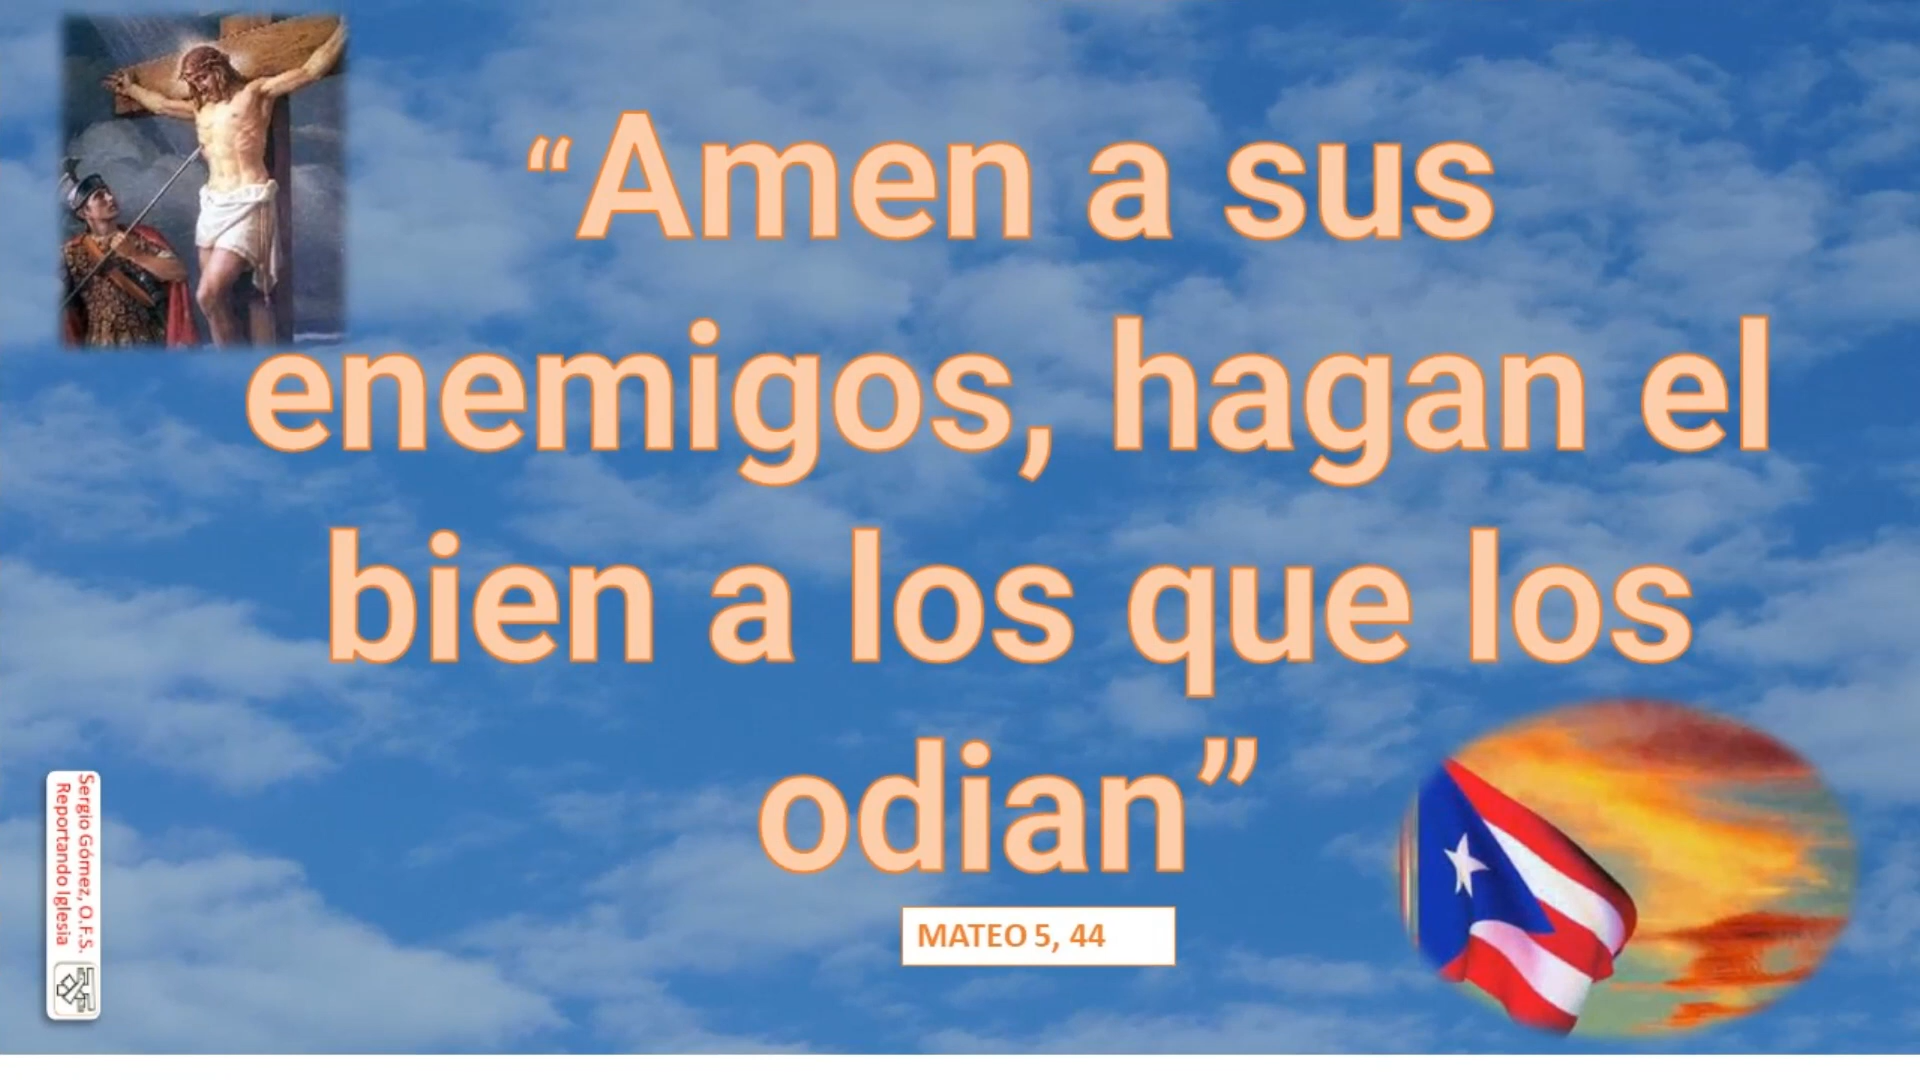 “Amen a sus
enemigos, hagan el
bien a los que los
odian”
MATEO 5, 44
Sergio Gómez, O.F.S.
Reportando Iglesia